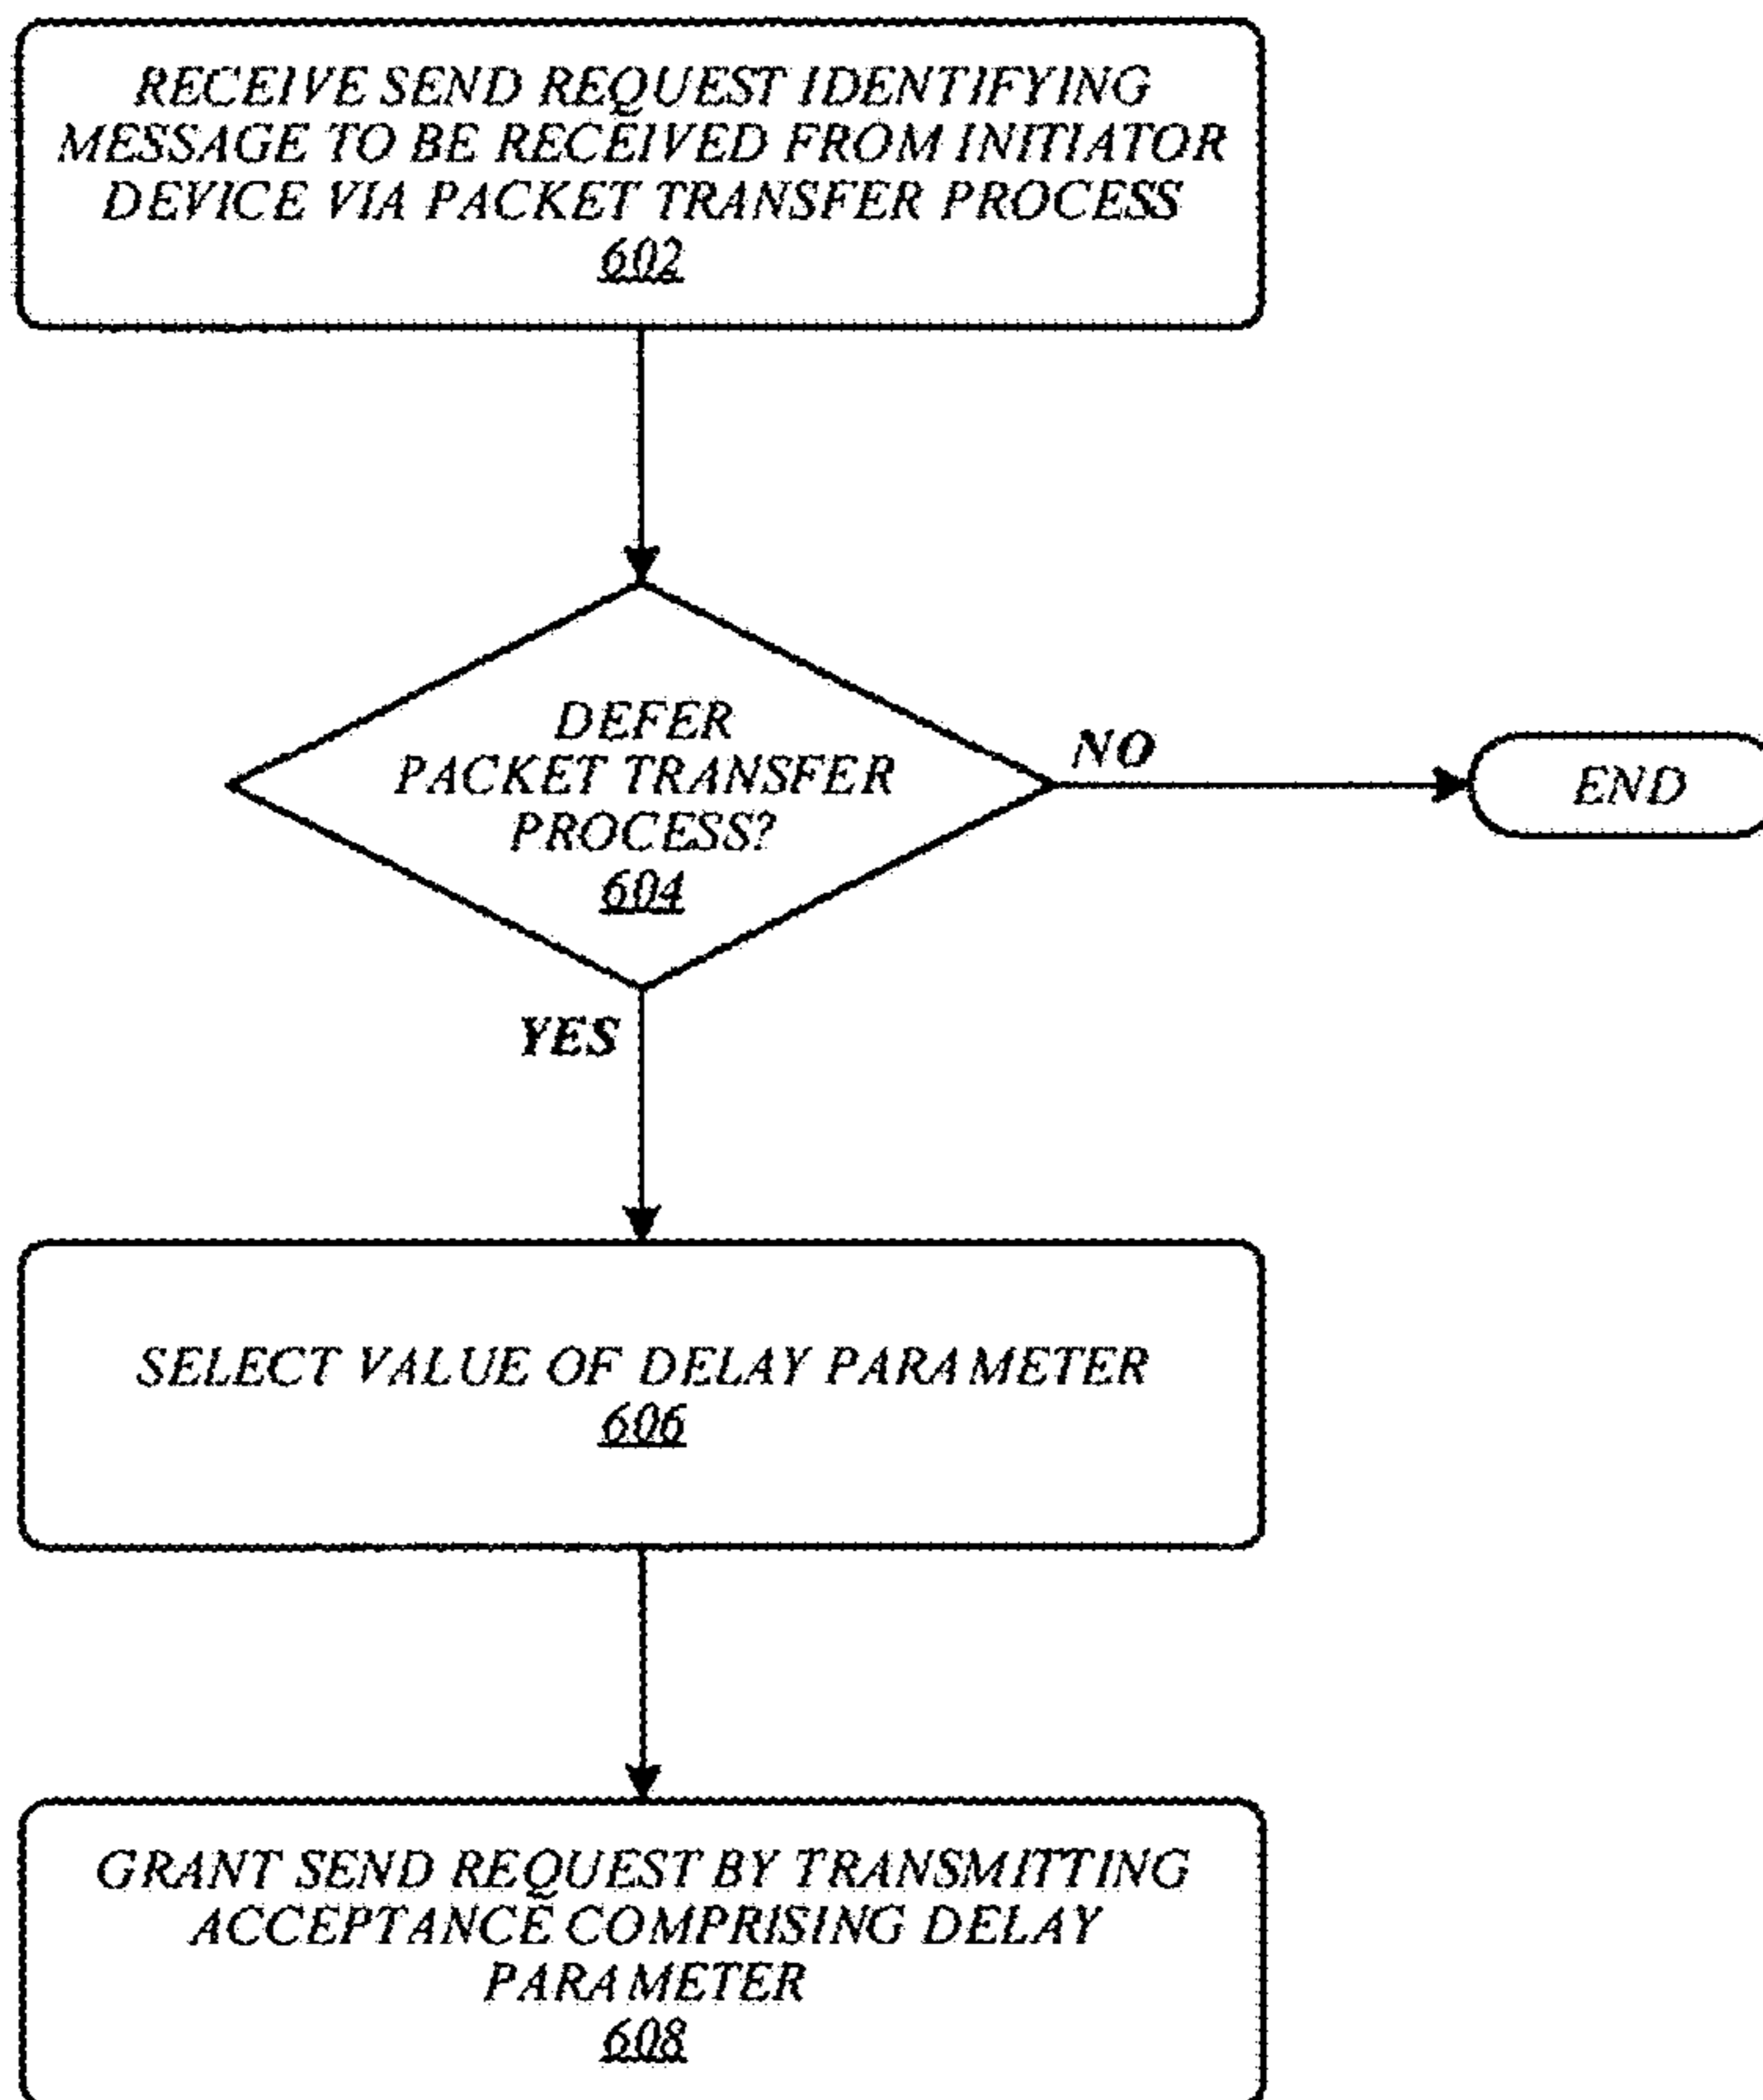 RECEIVE SEND REQUEST IDENTIFYING
MESSAGE TO BE RECEIVED FROM INITIATOR
DEVICE VIA PACKET TRANSFER PROCESS
602
DEFER
PACKET TRANSFER
PROCESS?
604
NO
END
YES
SELECT VALUE OF DELAY PARAMETER
606
GRANT SEND REQUEST BY TRANSMITTING
ACCEPTANCE COMPRISING DELAY
PARAMETER
608